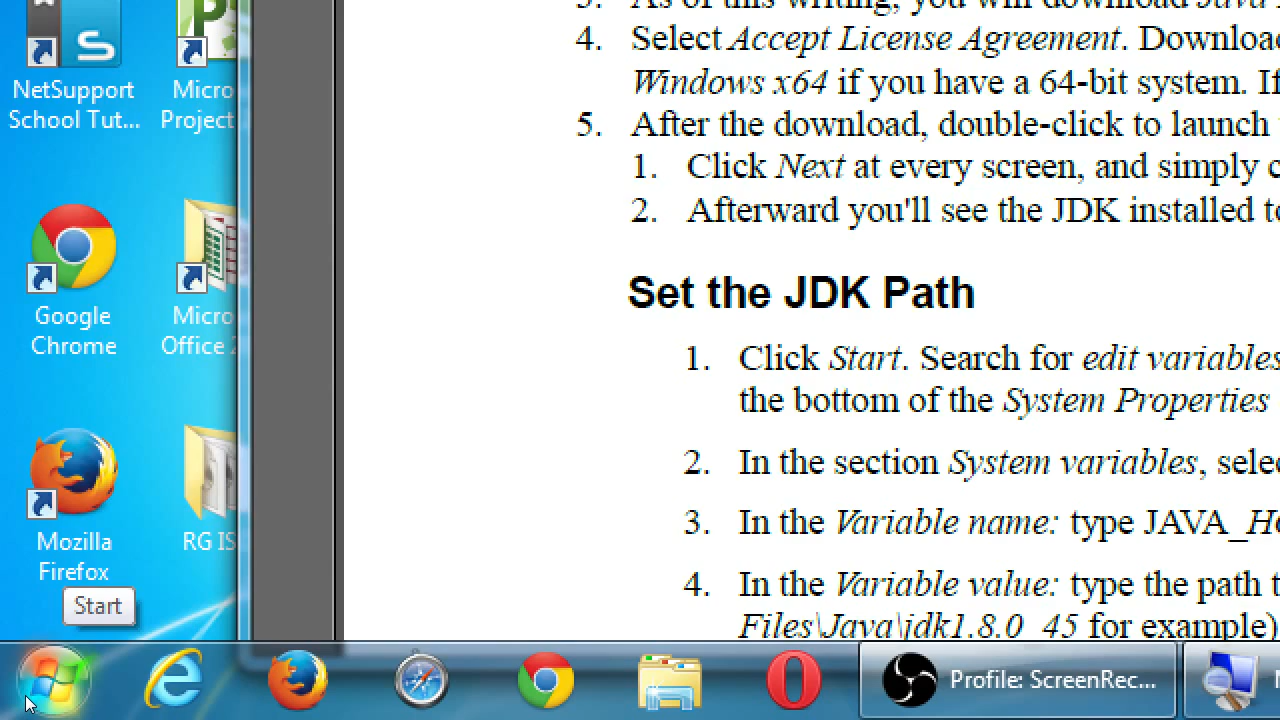 NetSupport
School Tut...
Micro
Project
Google
Chrome
Micro
Office 2
Mozilla
Firefox
RG IS
Start
4. Select Accept License Agreement. Download
Windows x64 if you have a 64-bit system. If
5. After the download, double-click to launch
1. Click Next at every screen, and simply c
2. Afterward you'll see the JDK installed to
Set the JDK Path
1. Click Start. Search for edit variables
the bottom of the System Properties
2. In the section System variables, selec
3. In the Variable name: type JAVA_Ho
4. In the Variable value: type the path t
Files\Java\jdk1.8.0_45 for example)
Profile: ScreenRec...